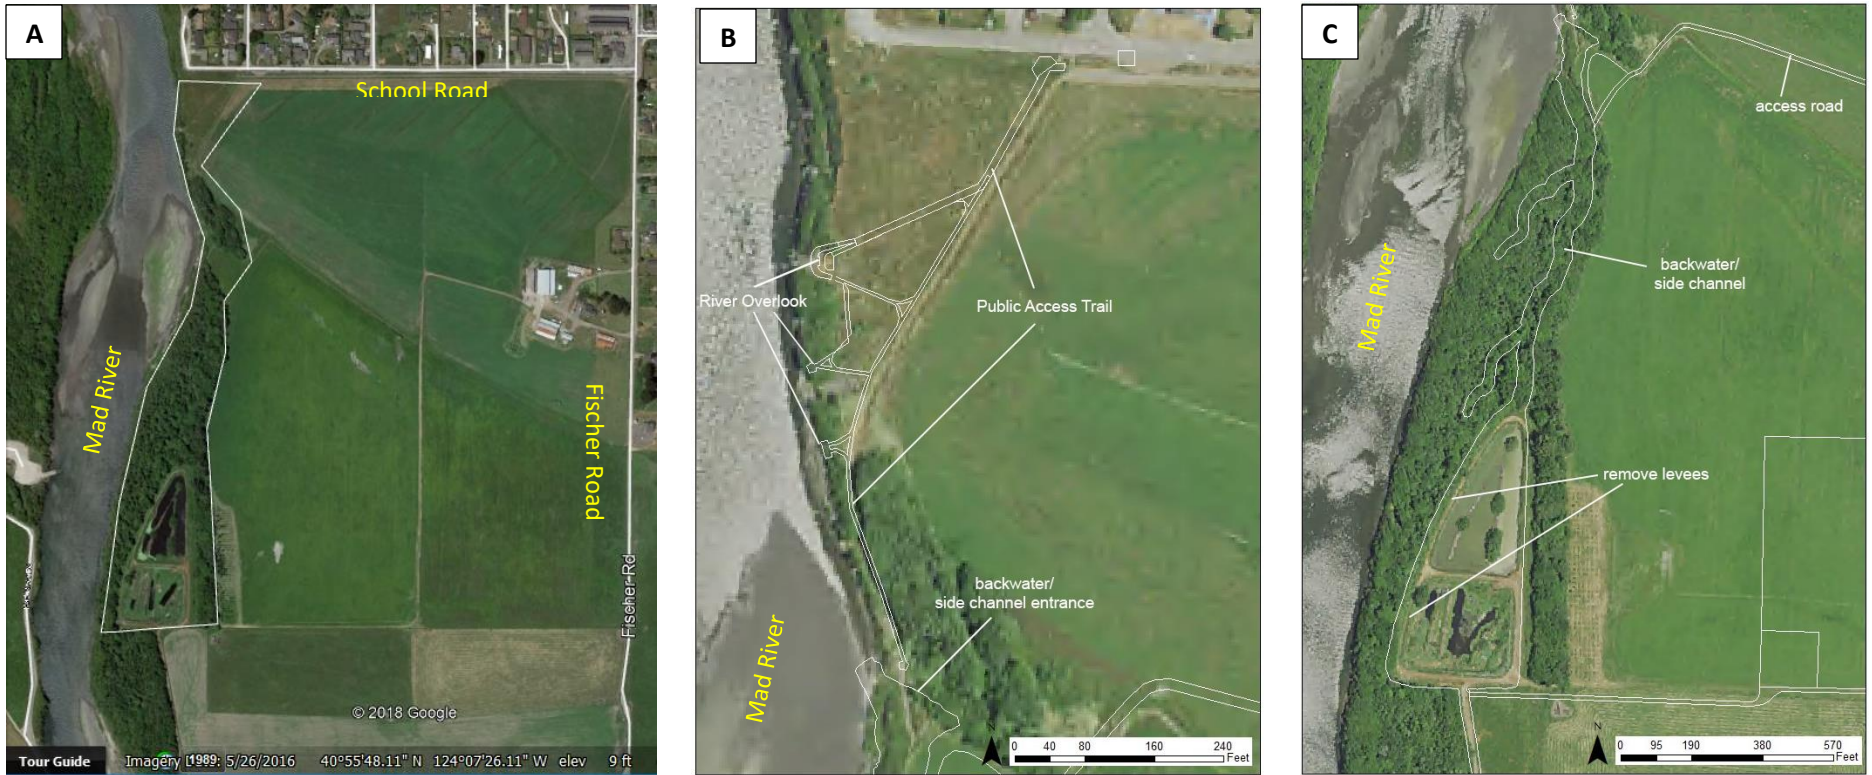 A
School Road
Mad River
Fischer Road
Fischer Rd
© 2018 Google
Tour Guide
1989
5/26/2016 40°55'48.11" N 124°07'26.11" W elev 9 ft
B
River Overlook
Public Access Trail
backwater/
side channel entrance
Mad River
N
0 40 80 160 240
Feet
C
access road
backwater/
side channel
Mad River
remove levees
N
0 95 190 380 570
Feet